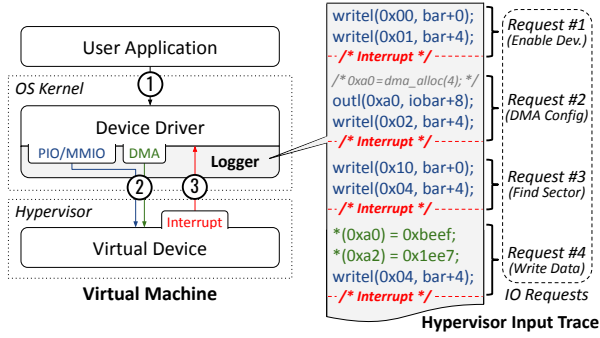 User Application
1
OS Kernel
Device Driver
PIO/MMIO
DMA
Logger
2
3
Hypervisor
Interrupt
Virtual Device
Virtual Machine
writel(0x00, bar+0);
writel(0x01, bar+4);
/* Interrupt */
Request #1
(Enable Dev.)
/* 0xa0=dma_alloc(4); */
outl(0xa0, iobar+8);
writel(0x02, bar+4);
/* Interrupt */
Request #2
(DMA Config)
writel(0x10, bar+0);
writel(0x04, bar+4);
/* Interrupt */
Request #3
(Find Sector)
*(0xa0) = 0xbeef;
*(0xa2) = 0x1ee7;
writel(0x04, bar+4);
/* Interrupt */
Request #4
(Write Data)
IO Requests
Hypervisor Input Trace